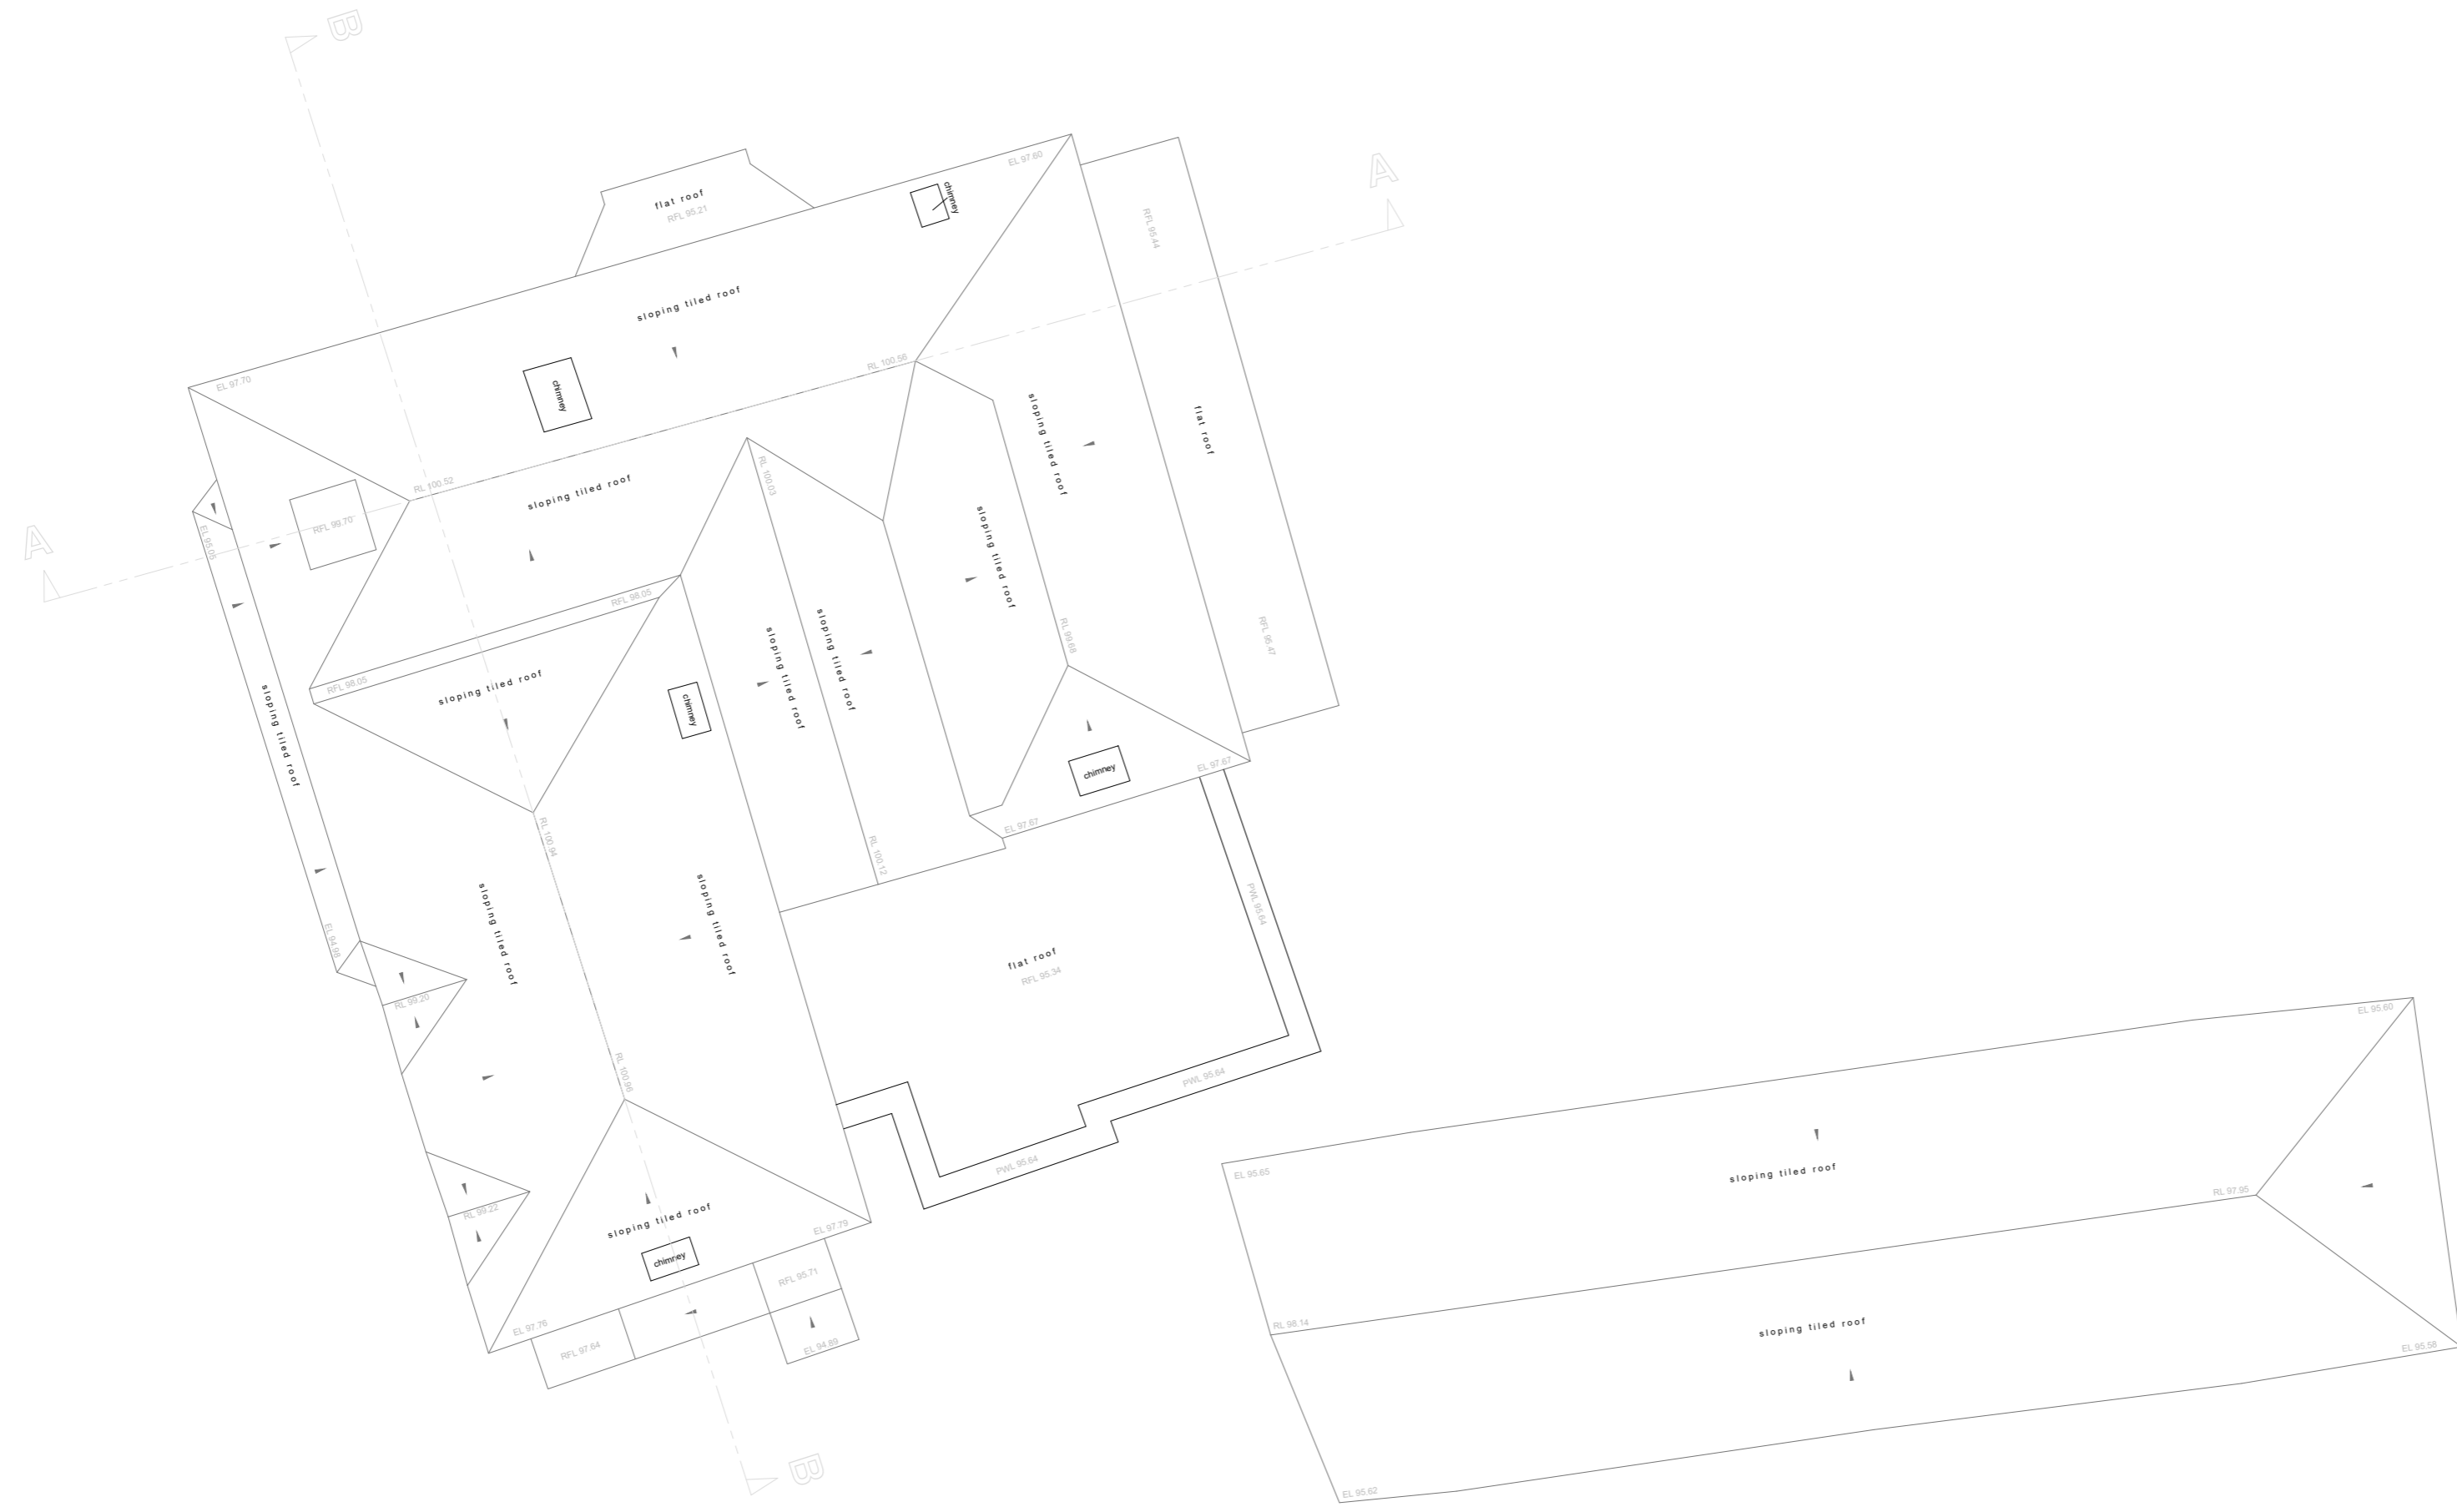 B
A
EL 97.60
chimney
flat roof
RFL 95.21
RFL 95.44
sloping tiled roof
EL 97.70
chimney
RL 100.56
sloping tiled roof
flat roof
RL 100.52
sloping tiled roof
RL 100.03
sloping tiled roof
A
EL 95.05
RFL 99.70
RFL 98.05
sloping tiled roof
sloping tiled roof
RL 99.68
RFL 95.47
RFL 98.05
sloping tiled roof
chimney
sloping tiled roof
chimney
EL 97.67
RL 100.94
EL 97.67
RL 100.12
sloping tiled roof
sloping tiled roof
PWL 95.64
EL 94.98
flat roof
RFL 95.34
RL 99.20
RL 100.96
PWL 95.64
PWL 95.64
EL 95.60
EL 95.65
sloping tiled roof
RL 97.95
RL 99.22
sloping tiled roof
EL 97.79
chimney
RFL 95.71
EL 97.76
RFL 97.64
EL 94.89
RL 98.14
sloping tiled roof
EL 95.58
B
EL 95.62